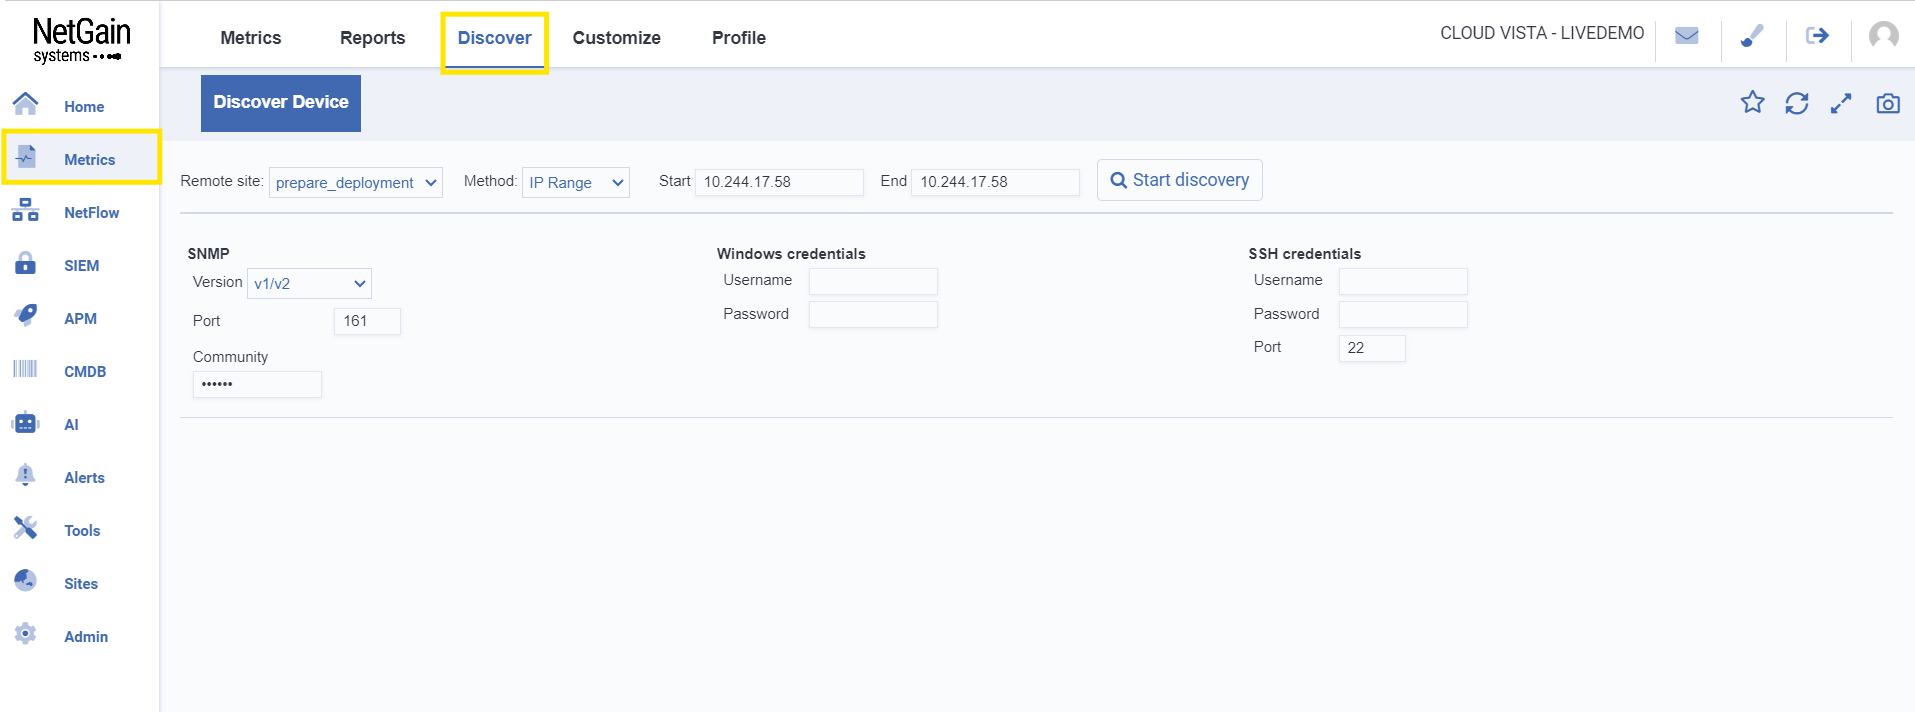 NetGain
systems
Metrics Reports Discover Customize Profile
CLOUD VISTA - LIVEDEMO
Home
Metrics
NetFlow
SIEM
APM
CMDB
AI
Alerts
Tools
Sites
Admin
Discover Device
Remote site: prepare_deployment Method: IP Range Start 10.244.17.58 End 10.244.17.58 Start discovery
SNMP
Version v1/v2
Port 161
Community
••••••
Windows credentials
Username
Password
SSH credentials
Username
Password
Port 22